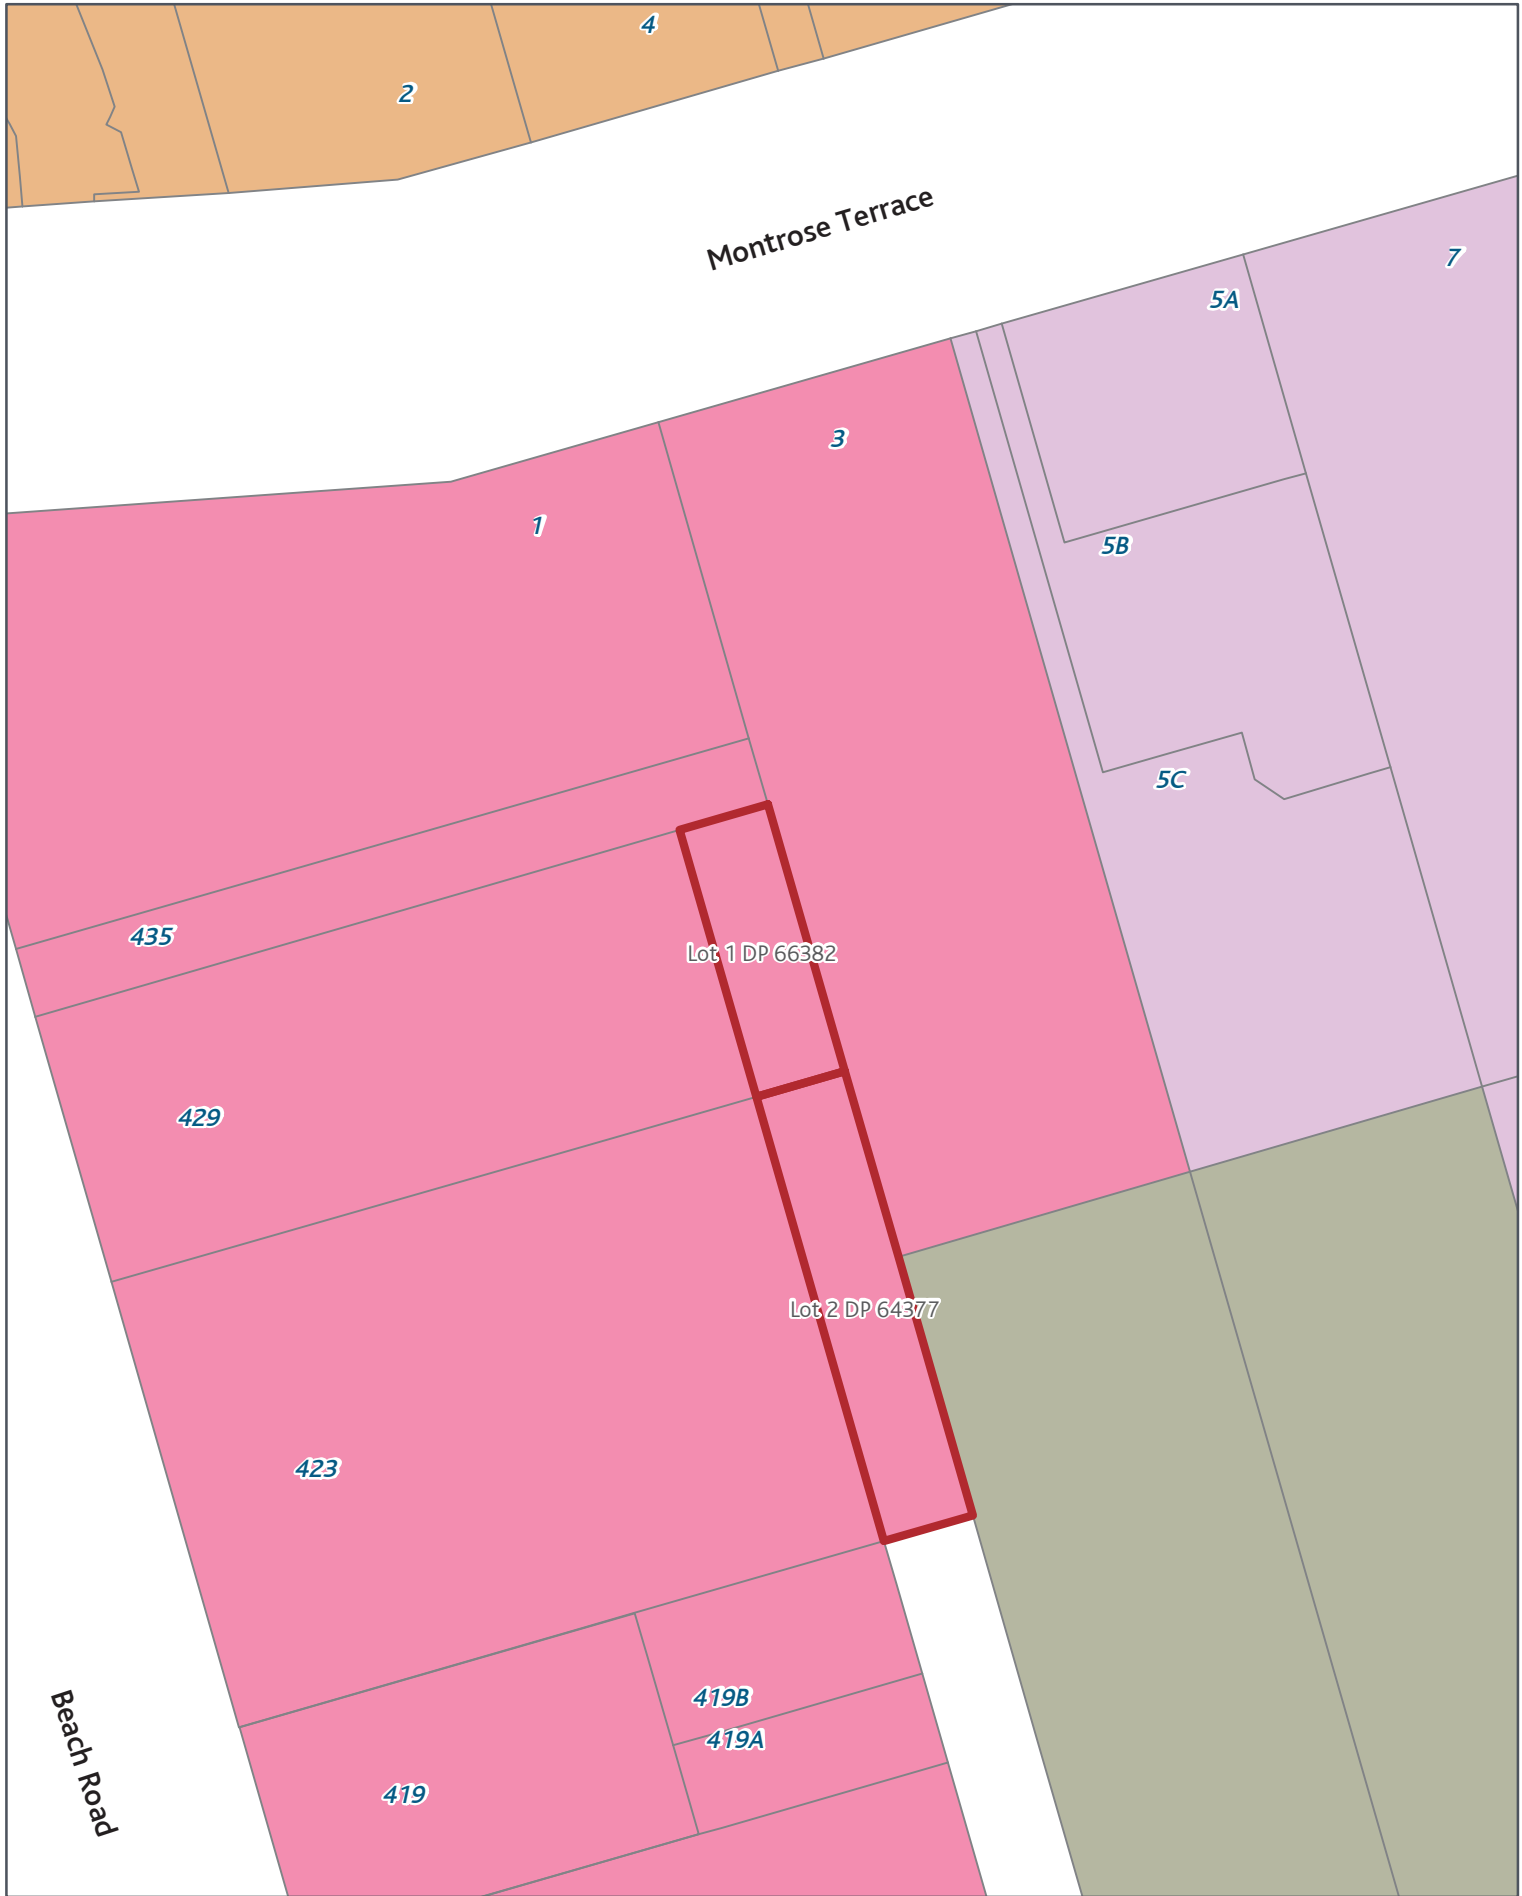 4
2
Montrose Terrace
7
5A
3
1
5B
5C
435
Lot 1 DP 66382
429
Lot 2 DP 64377
423
419B
419A
419
Beach Road